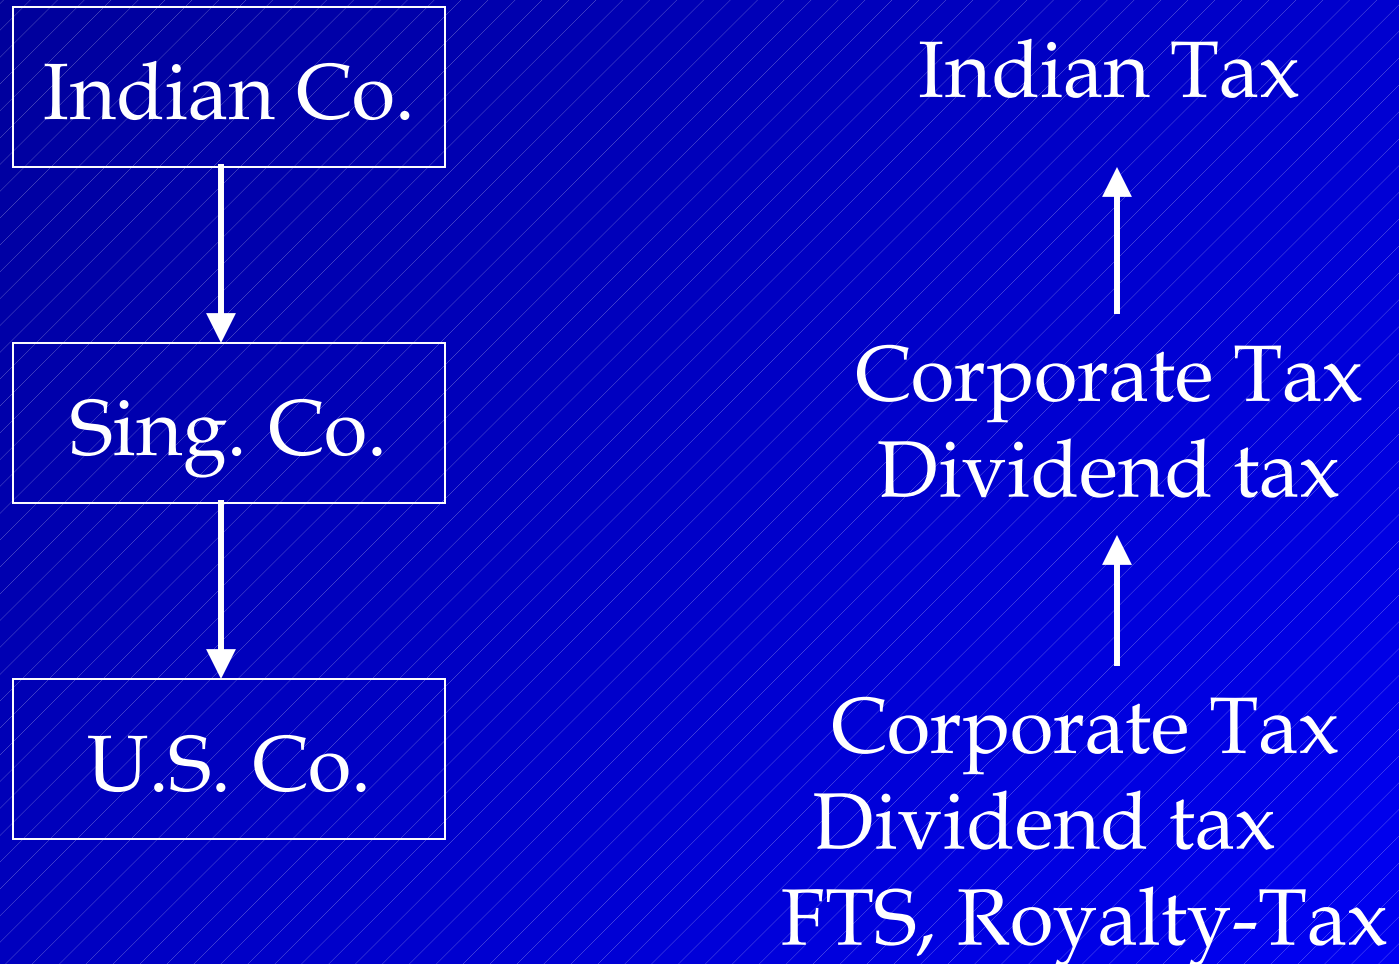 Indian Co.
Indian Tax
Sing. Co.
Corporate Tax
Dividend tax
U.S. Co.
Corporate Tax
Dividend tax
FTS, Royalty-Tax